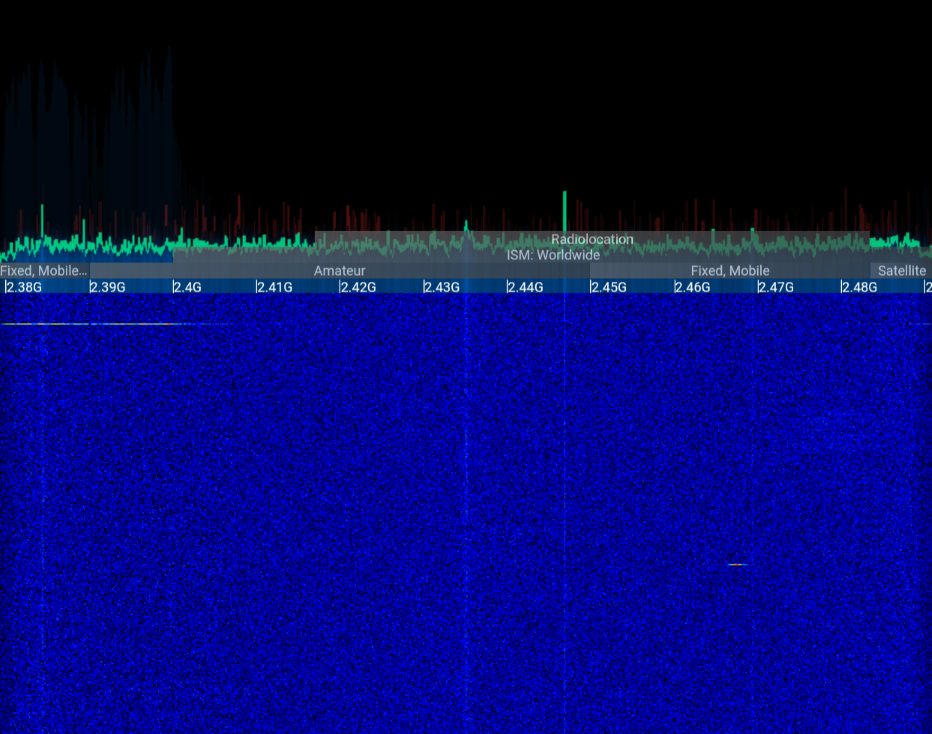 Radiolocation
ISM: Worldwide
Fixed, Mobile... Amateur Fixed, Mobile Satellite
2.38G 2.39G 2.4G 2.41G 2.42G 2.43G 2.44G 2.45G 2.46G 2.47G 2.48G 2